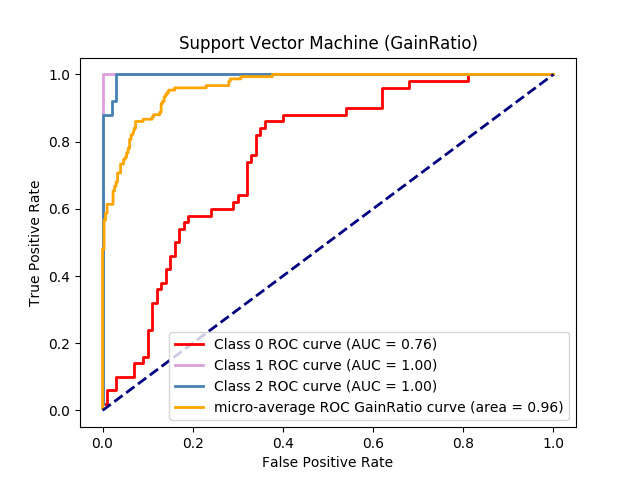 Support Vector Machine (GainRatio)
1.0
0.8
0.6
0.4
0.2
0.0
True Positive Rate
Class 0 ROC curve (AUC = 0.76)
Class 1 ROC curve (AUC = 1.00)
Class 2 ROC curve (AUC = 1.00)
micro-average ROC GainRatio curve (area = 0.96)
0.0 0.2 0.4 0.6 0.8 1.0
False Positive Rate